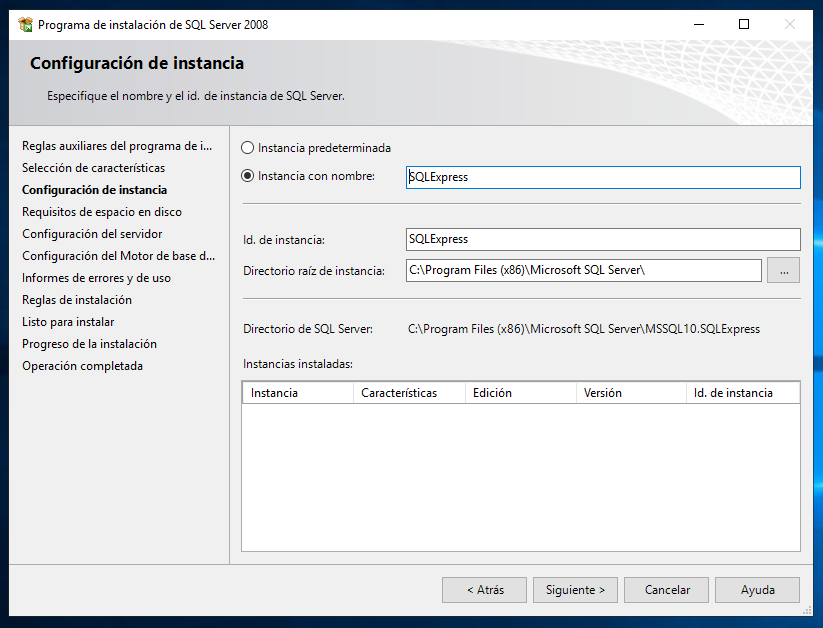 Programa de instalación de SQL Server 2008
Configuración de instancia
Especifique el nombre y el id. de instancia de SQL Server.
Reglas auxiliares del programa de i...
Selección de características
Configuración de instancia
Requisitos de espacio en disco
Configuración del servidor
Configuración del Motor de base d...
Informes de errores y de uso
Reglas de instalación
Listo para instalar
Progreso de la instalación
Operación completada
Instancia predeterminada
Instancia con nombre: SQLExpress
Id. de instancia: SQLExpress
Directorio raíz de instancia: C:\Program Files (x86)\Microsoft SQL Server\ ...
Directorio de SQL Server: C:\Program Files (x86)\Microsoft SQL Server\MSSQL10.SQLExpress
Instancias instaladas:
Instancia Características Edición Versión Id. de instancia
< Atrás Siguiente > Cancelar Ayuda